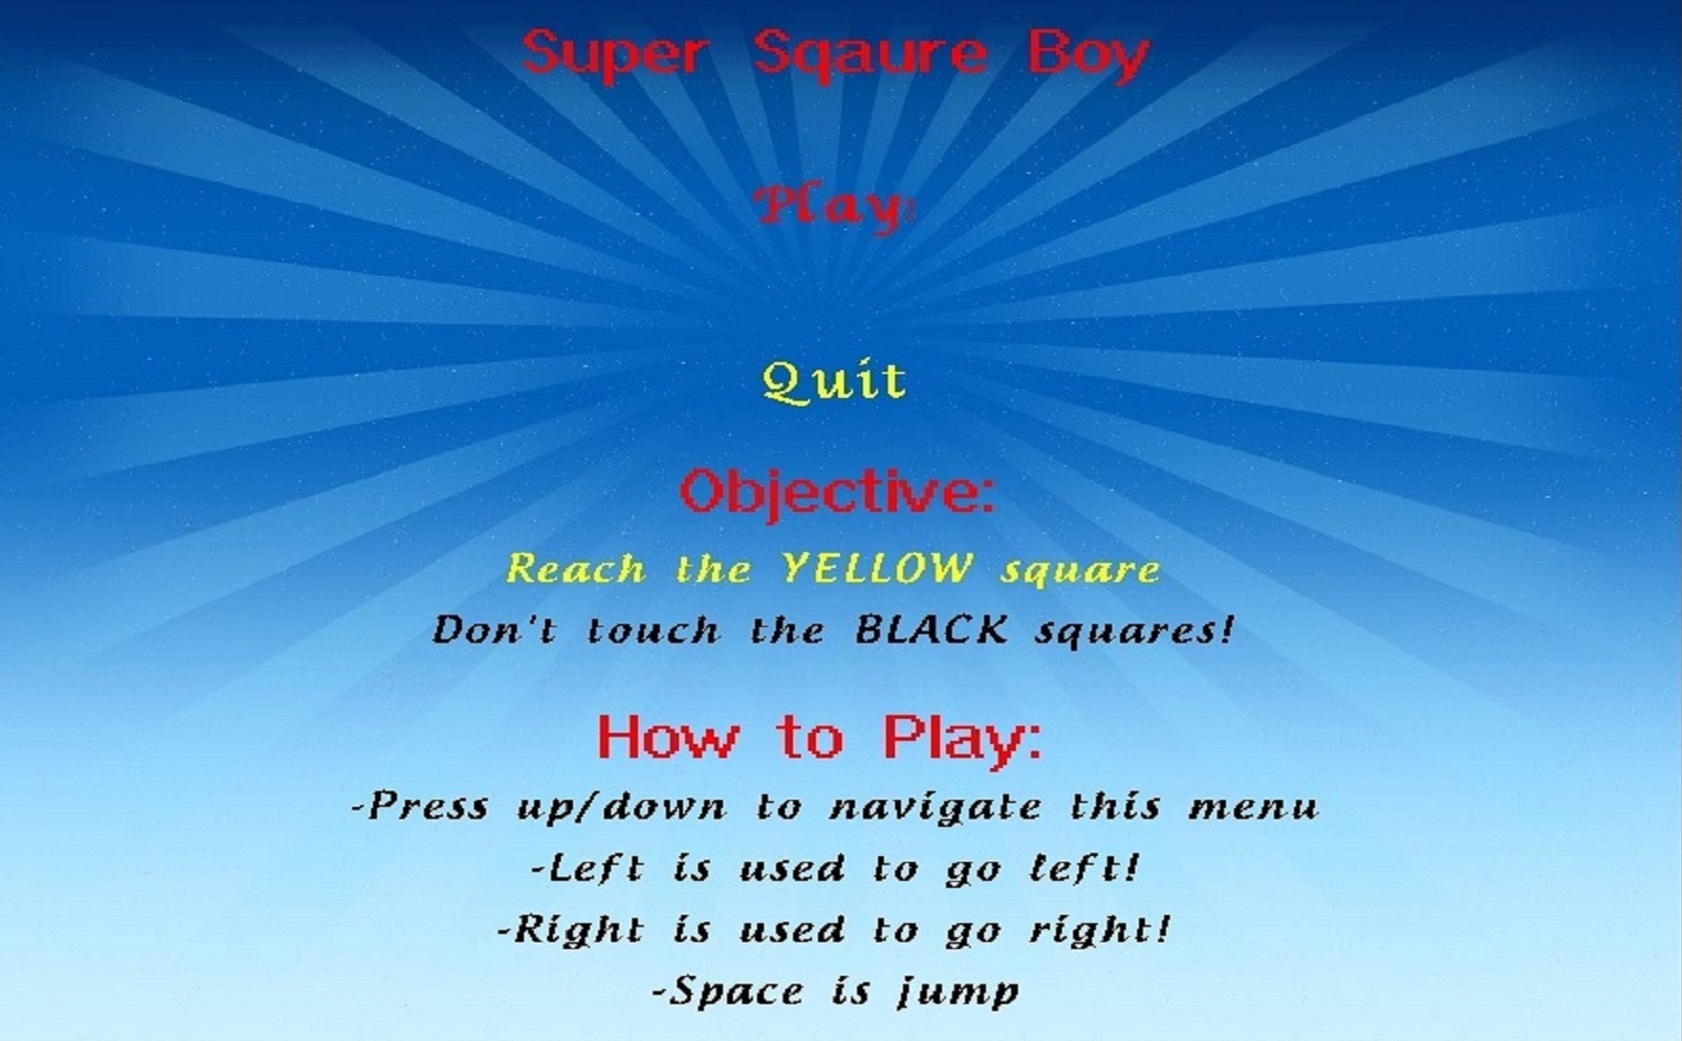 Super Sqaure Boy
Play:
Quit
Objective:
Reach the YELLOW square
Don't touch the BLACK squares!
How to Play:
-Press up/down to navigate this menu
-Left is used to go left!
-Right is used to go right!
-Space is jump